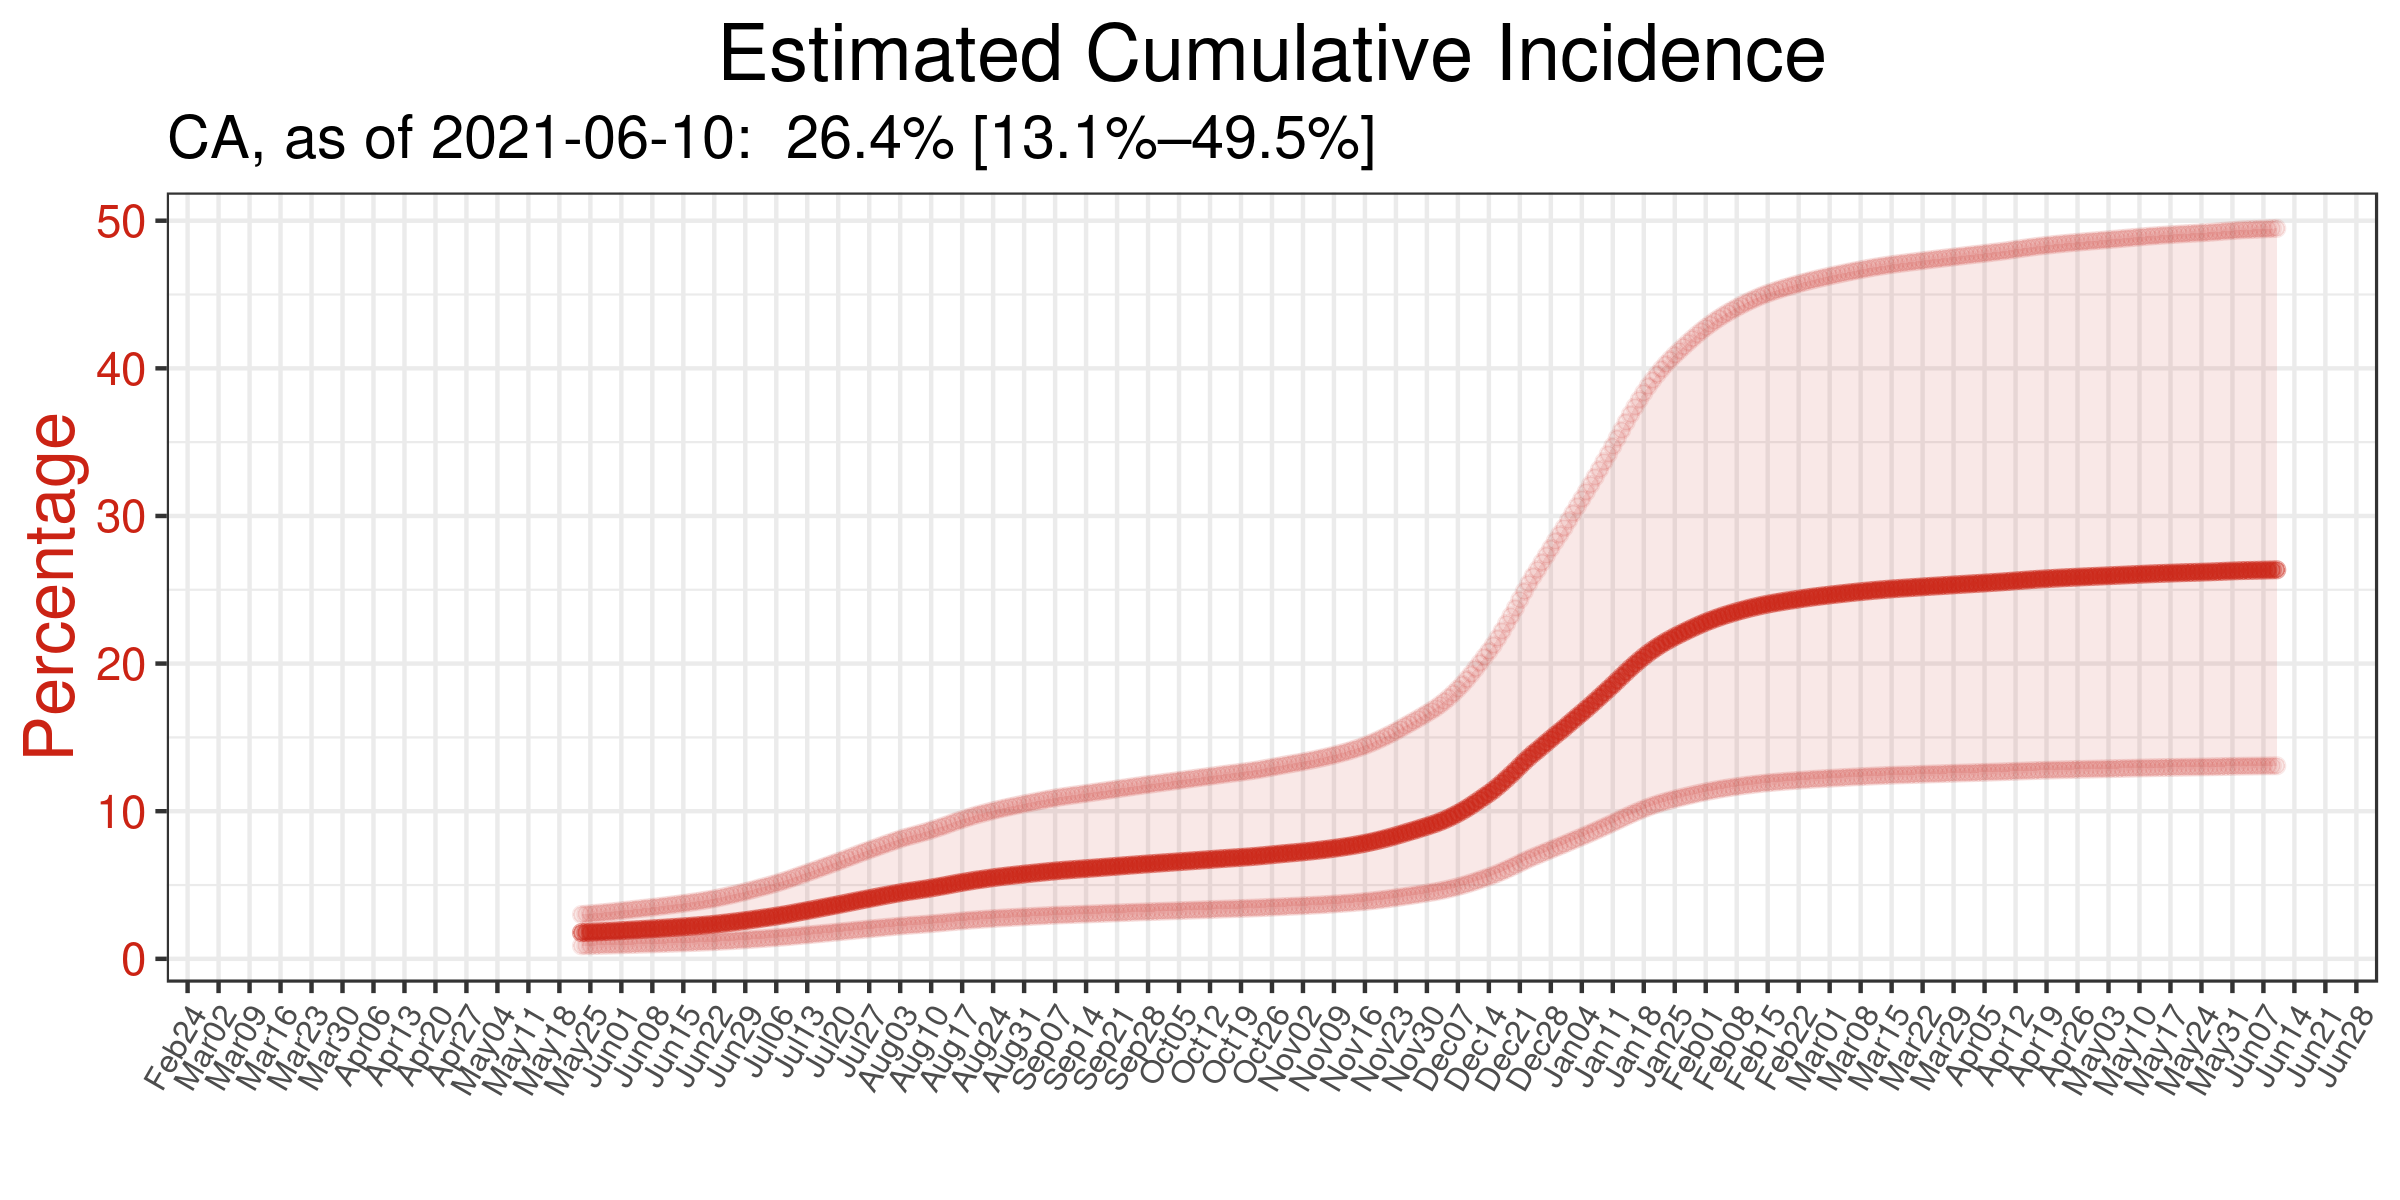 Estimated Cumulative Incidence
CA, as of 2021-06-10:  26.4% [13.1%–49.5%]
Percentage
50
40
30
20
10
0
Feb24
Mar02
Mar09
Mar16
Mar23
Mar30
Apr06
Apr13
Apr20
Apr27
May04
May11
May18
May25
Jun01
Jun08
Jun15
Jun22
Jun29
Jul06
Jul13
Jul20
Jul27
Aug03
Aug10
Aug17
Aug24
Aug31
Sep07
Sep14
Sep21
Sep28
Oct05
Oct12
Oct19
Oct26
Nov02
Nov09
Nov16
Nov23
Nov30
Dec07
Dec14
Dec21
Dec28
Jan04
Jan11
Jan18
Jan25
Feb01
Feb08
Feb15
Feb22
Mar01
Mar08
Mar15
Mar22
Mar29
Apr05
Apr12
Apr19
Apr26
May03
May10
May17
May24
May31
Jun07
Jun14
Jun21
Jun28